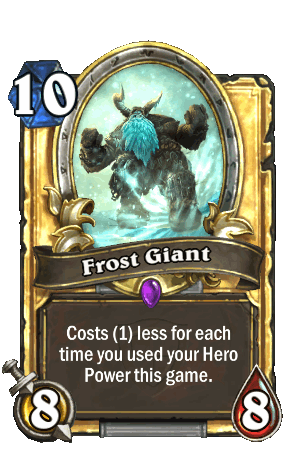 10
Frost Giant
Costs (1) less for each
time you used your Hero
Power this game.
8 8